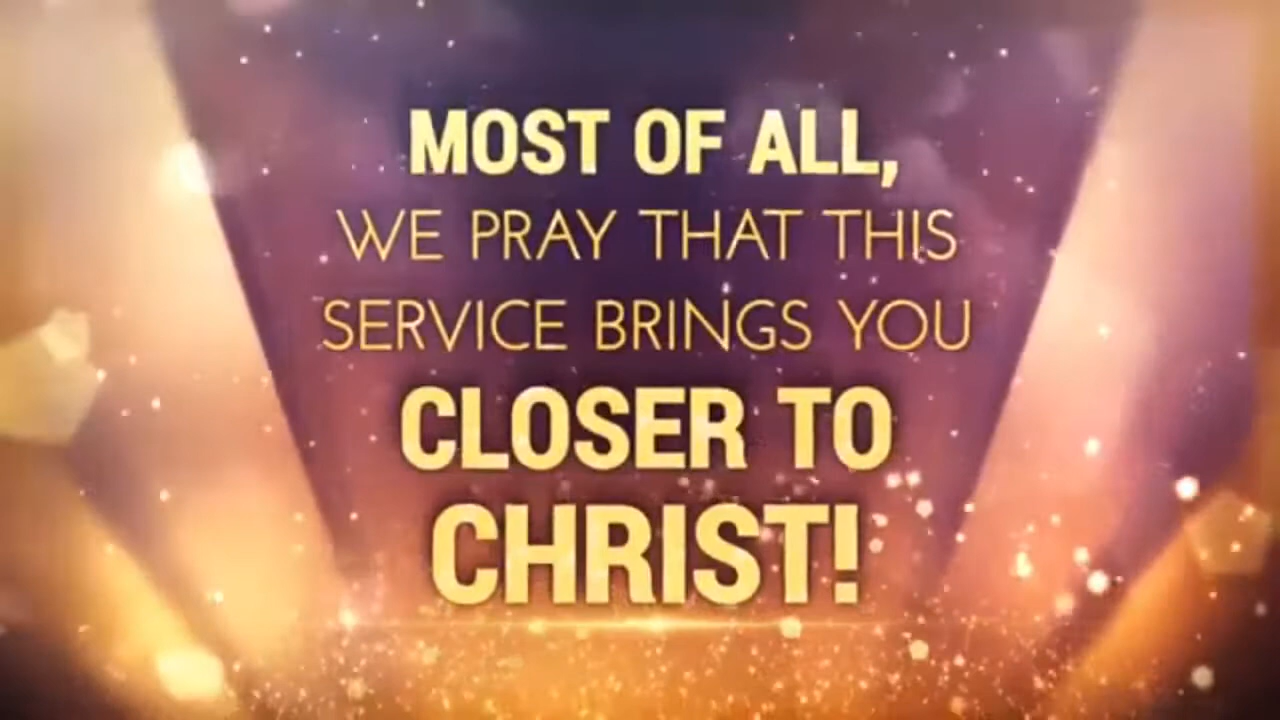 MOST OF ALL,
WE PRAY THAT THIS
SERVICE BRINGS YOU
CLOSER TO
CHRIST!